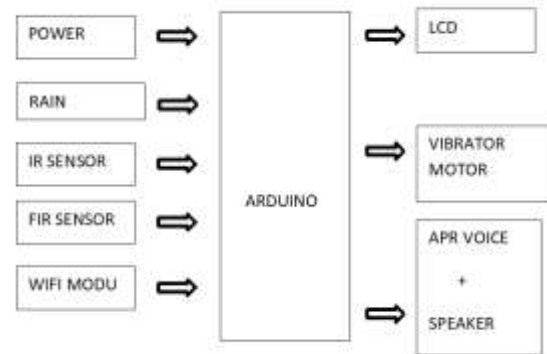 POWER
RAIN
IR SENSOR
FIR SENSOR
WIFI MODU
ARDUINO
LCD
VIBRATOR
MOTOR
APR VOICE
+
SPEAKER